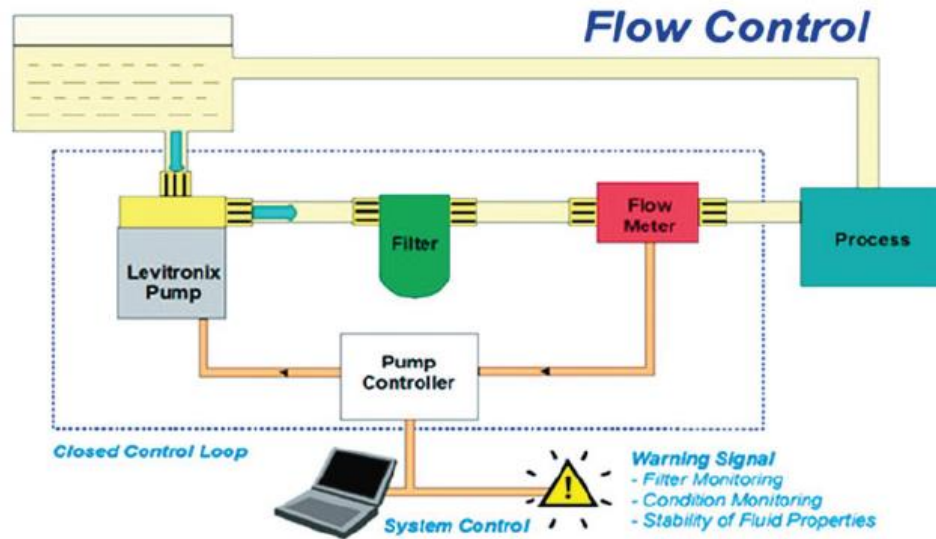 Flow Control
Flow
Meter
Filter
Process
Levitronix
Pump
Pump
Controller
Closed Control Loop
Warning Signal
- Filter Monitoring
- Condition Monitoring
- Stability of Fluid Properties
System Control
!